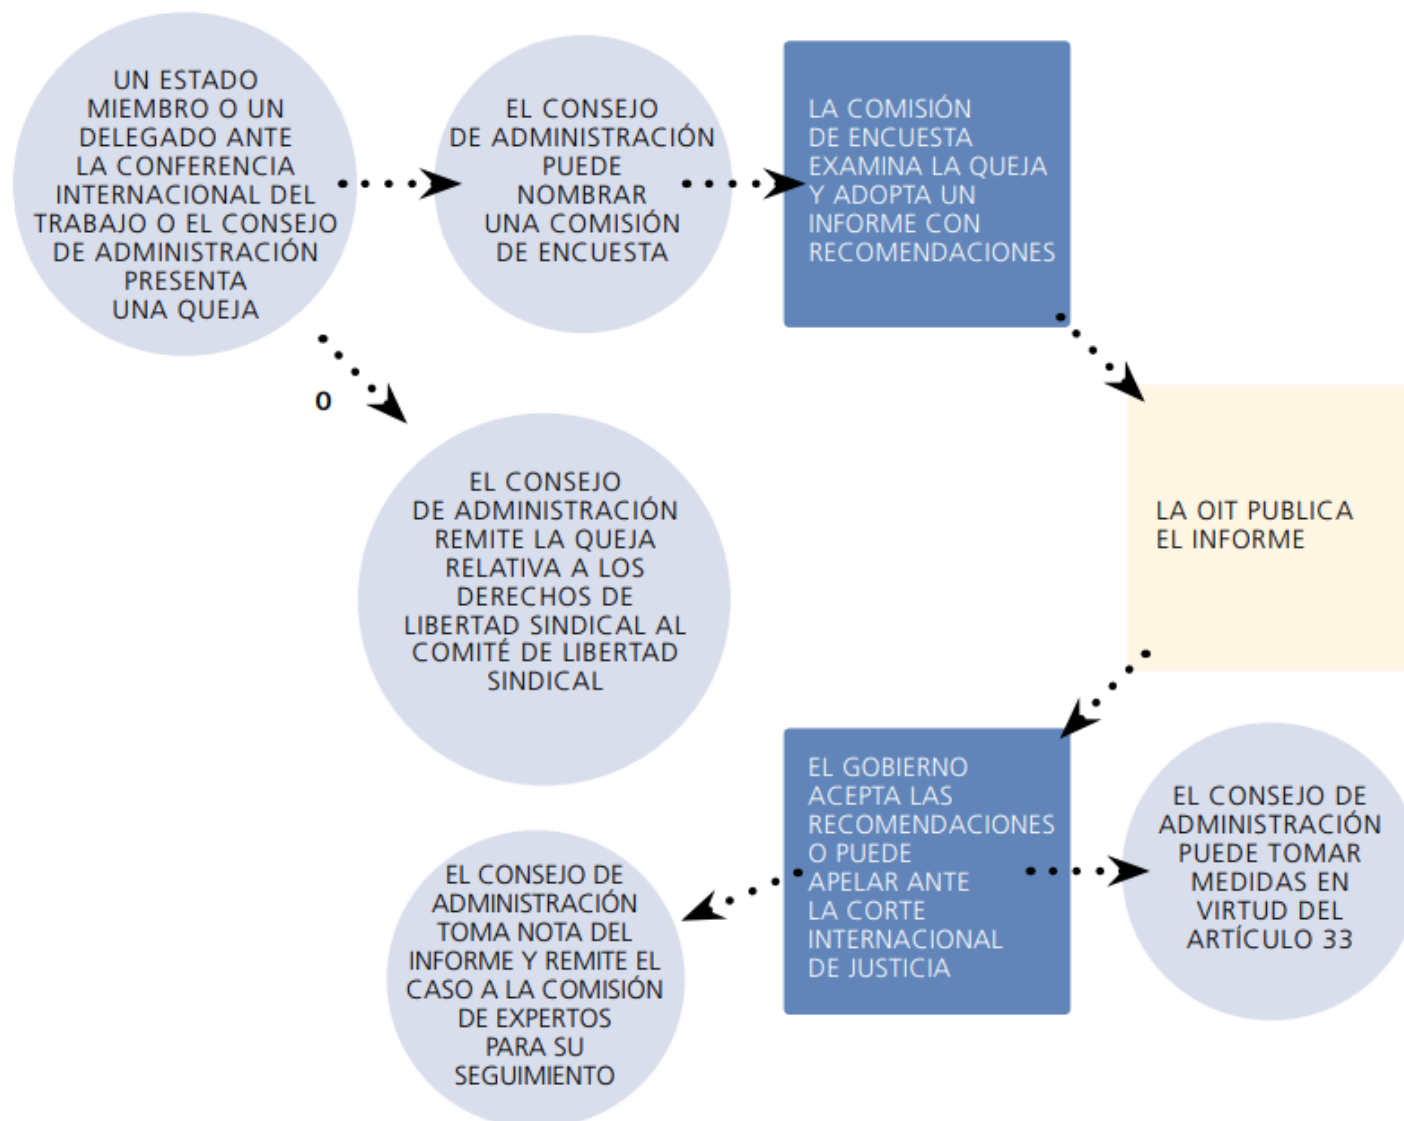 UN ESTADO
MIEMBRO O UN
DELEGADO ANTE
LA CONFERENCIA
INTERNACIONAL DEL
TRABAJO O EL CONSEJO
DE ADMINISTRACIÓN
PRESENTA
UNA QUEJA
EL CONSEJO
DE ADMINISTRACIÓN
PUEDE
NOMBRAR
UNA COMISIÓN
DE ENCUESTA
LA COMISIÓN
DE ENCUESTA
EXAMINA LA QUEJA
Y ADOPTA UN
INFORME CON
RECOMENDACIONES
O
EL CONSEJO
DE ADMINISTRACIÓN
REMITE LA QUEJA
RELATIVA A LOS
DERECHOS DE
LIBERTAD SINDICAL AL
COMITÉ DE LIBERTAD
SINDICAL
LA OIT PUBLICA
EL INFORME
EL GOBIERNO
ACEPTA LAS
RECOMENDACIONES
O PUEDE
APELAR ANTE
LA CORTE
INTERNACIONAL
DE JUSTICIA
EL CONSEJO DE
ADMINISTRACIÓN
PUEDE TOMAR
MEDIDAS EN
VIRTUD DEL
ARTÍCULO 33
EL CONSEJO DE
ADMINISTRACIÓN
TOMA NOTA DEL
INFORME Y REMITE EL
CASO A LA COMISIÓN
DE EXPERTOS
PARA SU
SEGUIMIENTO